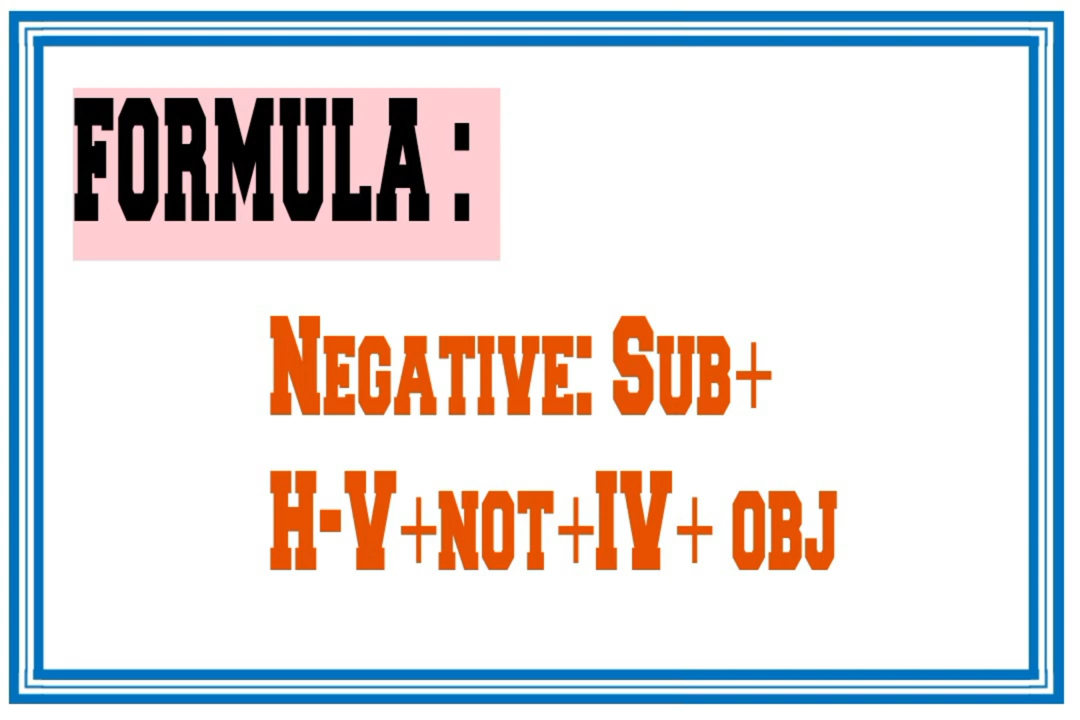 FORMULA :
NEGATIVE: SUB+
H-V+NOT+IV+ OBJ